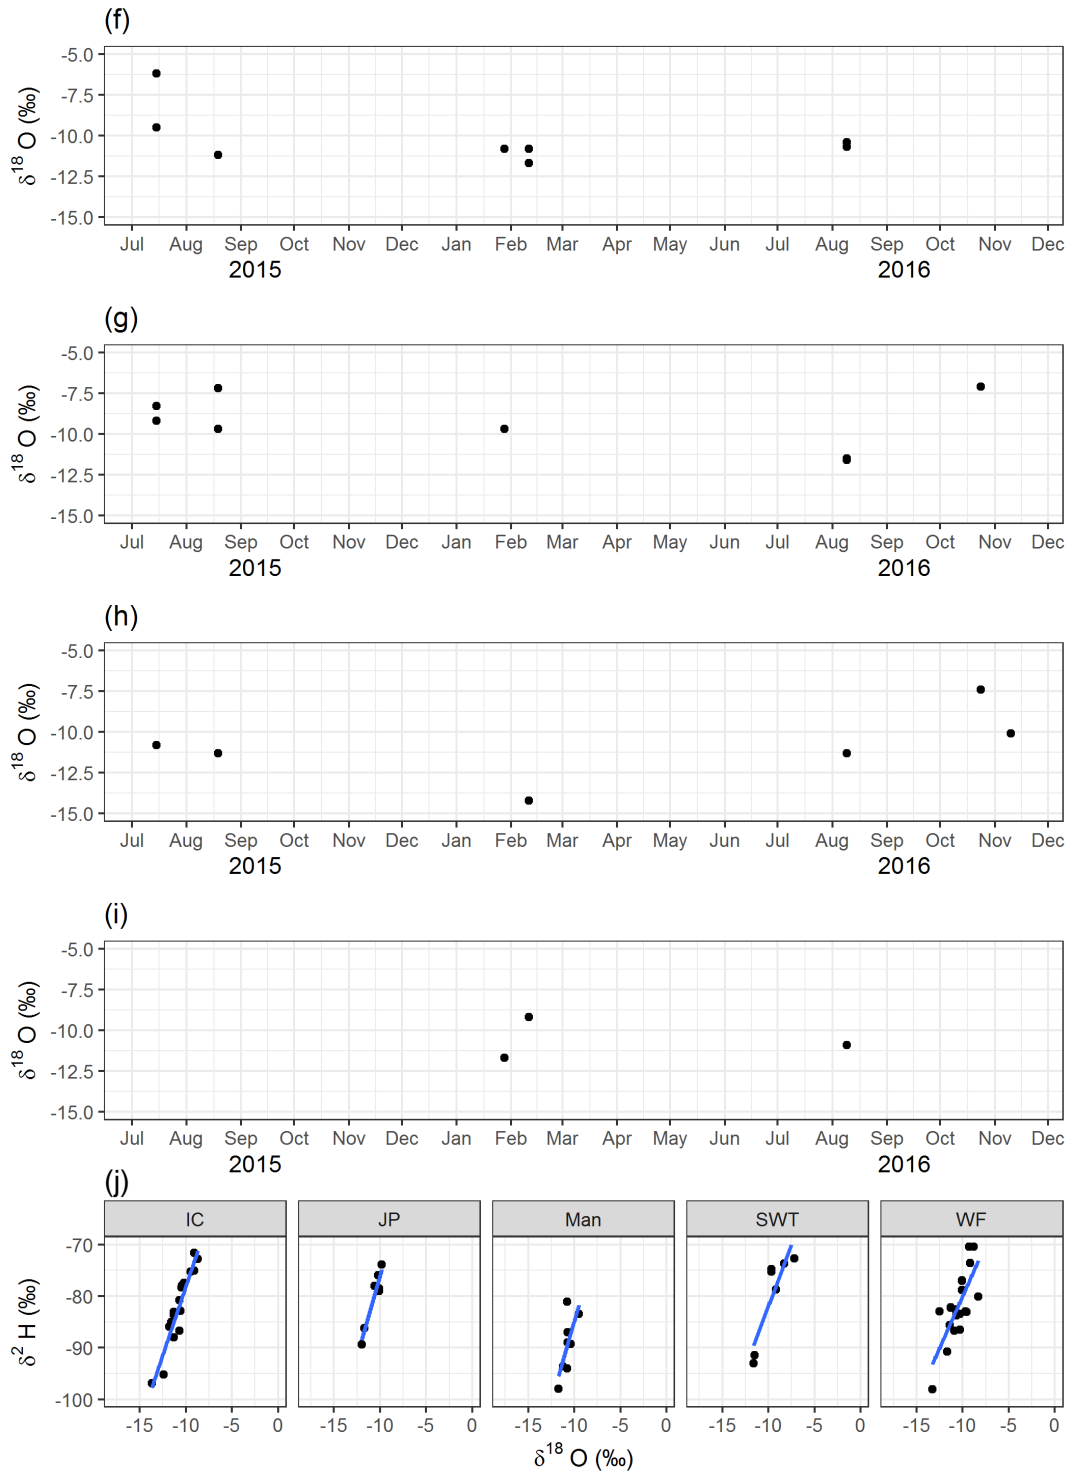 (f)
δ18 O (‰)
-5.0
-7.5
-10.0
-12.5
-15.0
Jul Aug Sep Oct Nov Dec Jan Feb Mar Apr May Jun Jul Aug Sep Oct Nov Dec
2015 2016
(g)
δ18 O (‰)
-5.0
-7.5
-10.0
-12.5
-15.0
Jul Aug Sep Oct Nov Dec Jan Feb Mar Apr May Jun Jul Aug Sep Oct Nov Dec
2015 2016
(h)
δ18 O (‰)
-5.0
-7.5
-10.0
-12.5
-15.0
Jul Aug Sep Oct Nov Dec Jan Feb Mar Apr May Jun Jul Aug Sep Oct Nov Dec
2015 2016
(i)
δ18 O (‰)
-5.0
-7.5
-10.0
-12.5
-15.0
Jul Aug Sep Oct Nov Dec Jan Feb Mar Apr May Jun Jul Aug Sep Oct Nov Dec
2015 2016
(j)
IC JP Man SWT WF
δ2 H (‰)
-70
-80
-90
-100
-15 -10 -5 0 -15 -10 -5 0 -15 -10 -5 0 -15 -10 -5 0 -15 -10 -5 0
δ18 O (‰)